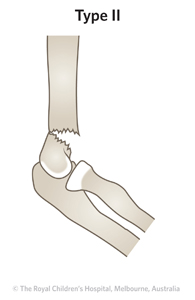 Type II
© The Royal Children's Hospital, Melbourne, Australia